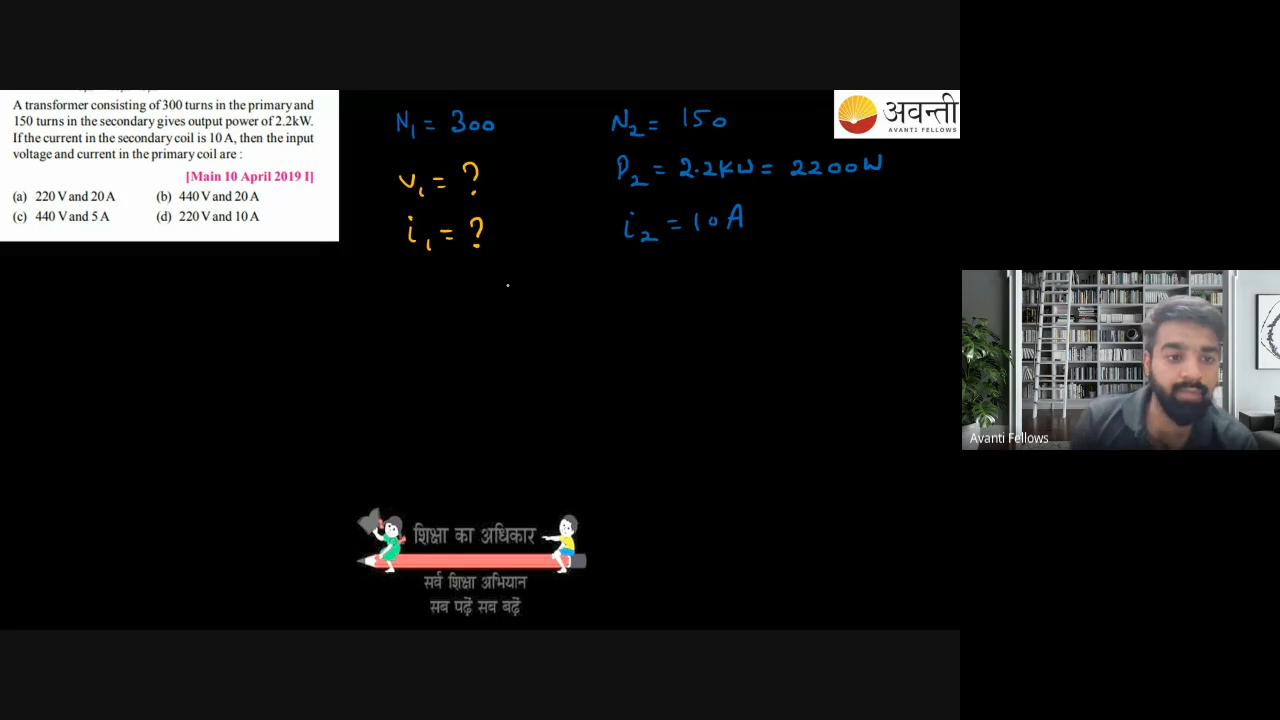 A transformer consisting of 300 turns in the primary and
150 turns in the secondary gives output power of 2.2kW.
If the current in the secondary coil is 10 A, then the input
voltage and current in the primary coil are :
[Main 10 April 2019 I]
(a) 220 V and 20 A (b) 440 V and 20 A
(c) 440 V and 5 A (d) 220 V and 10 A
N₁ = 300
V₁ = ?
i₁ = ?
N₂ = 150
P₂ = 2.2KW = 2200W
i₂ = 10A
अवन्ती
AVANTI FELLOWS
Avanti Fellows
शिक्षा का अधिकार
सर्व शिक्षा अभियान
सब पढ़ें सब बढ़ें